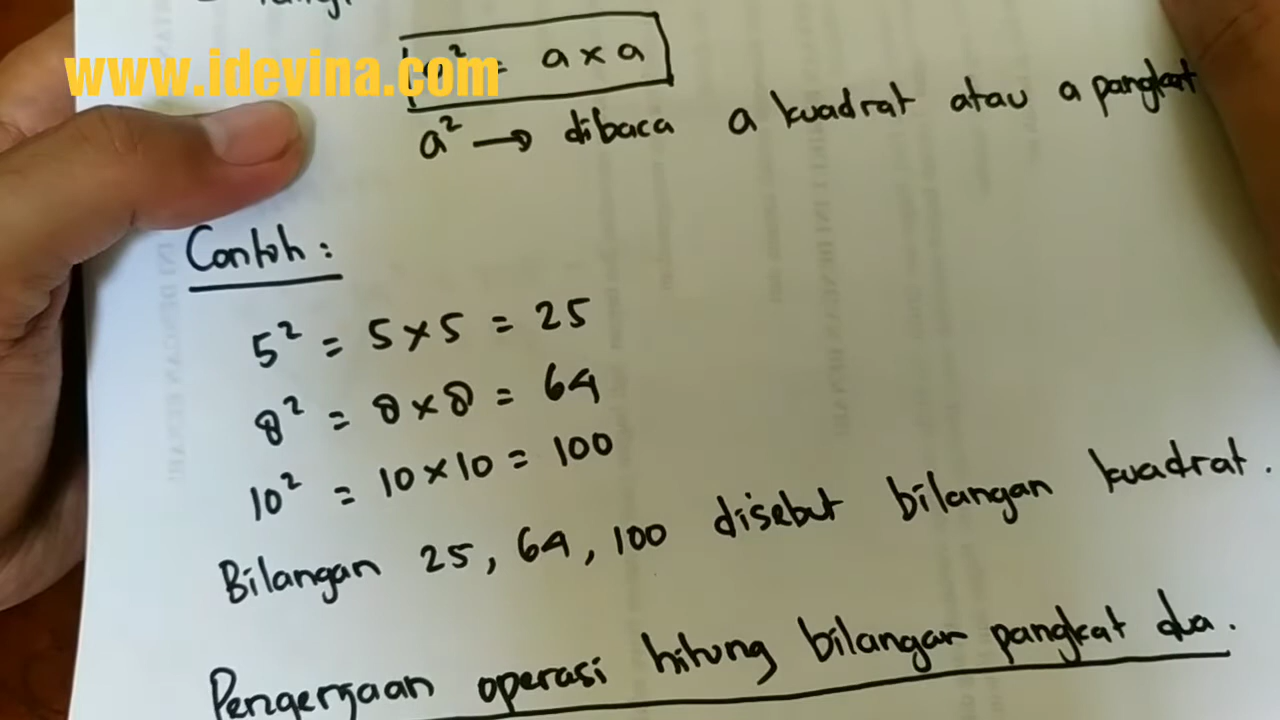 www.idevina.com
a² = a × a
a² → dibaca a kuadrat atau a pangkat
Contoh :
5² = 5 × 5 = 25
8² = 8 × 8 = 64
10² = 10 × 10 = 100
Bilangan 25, 64, 100 disebut bilangan kuadrat.
Pengerjaan operasi hitung bilangan pangkat dua.